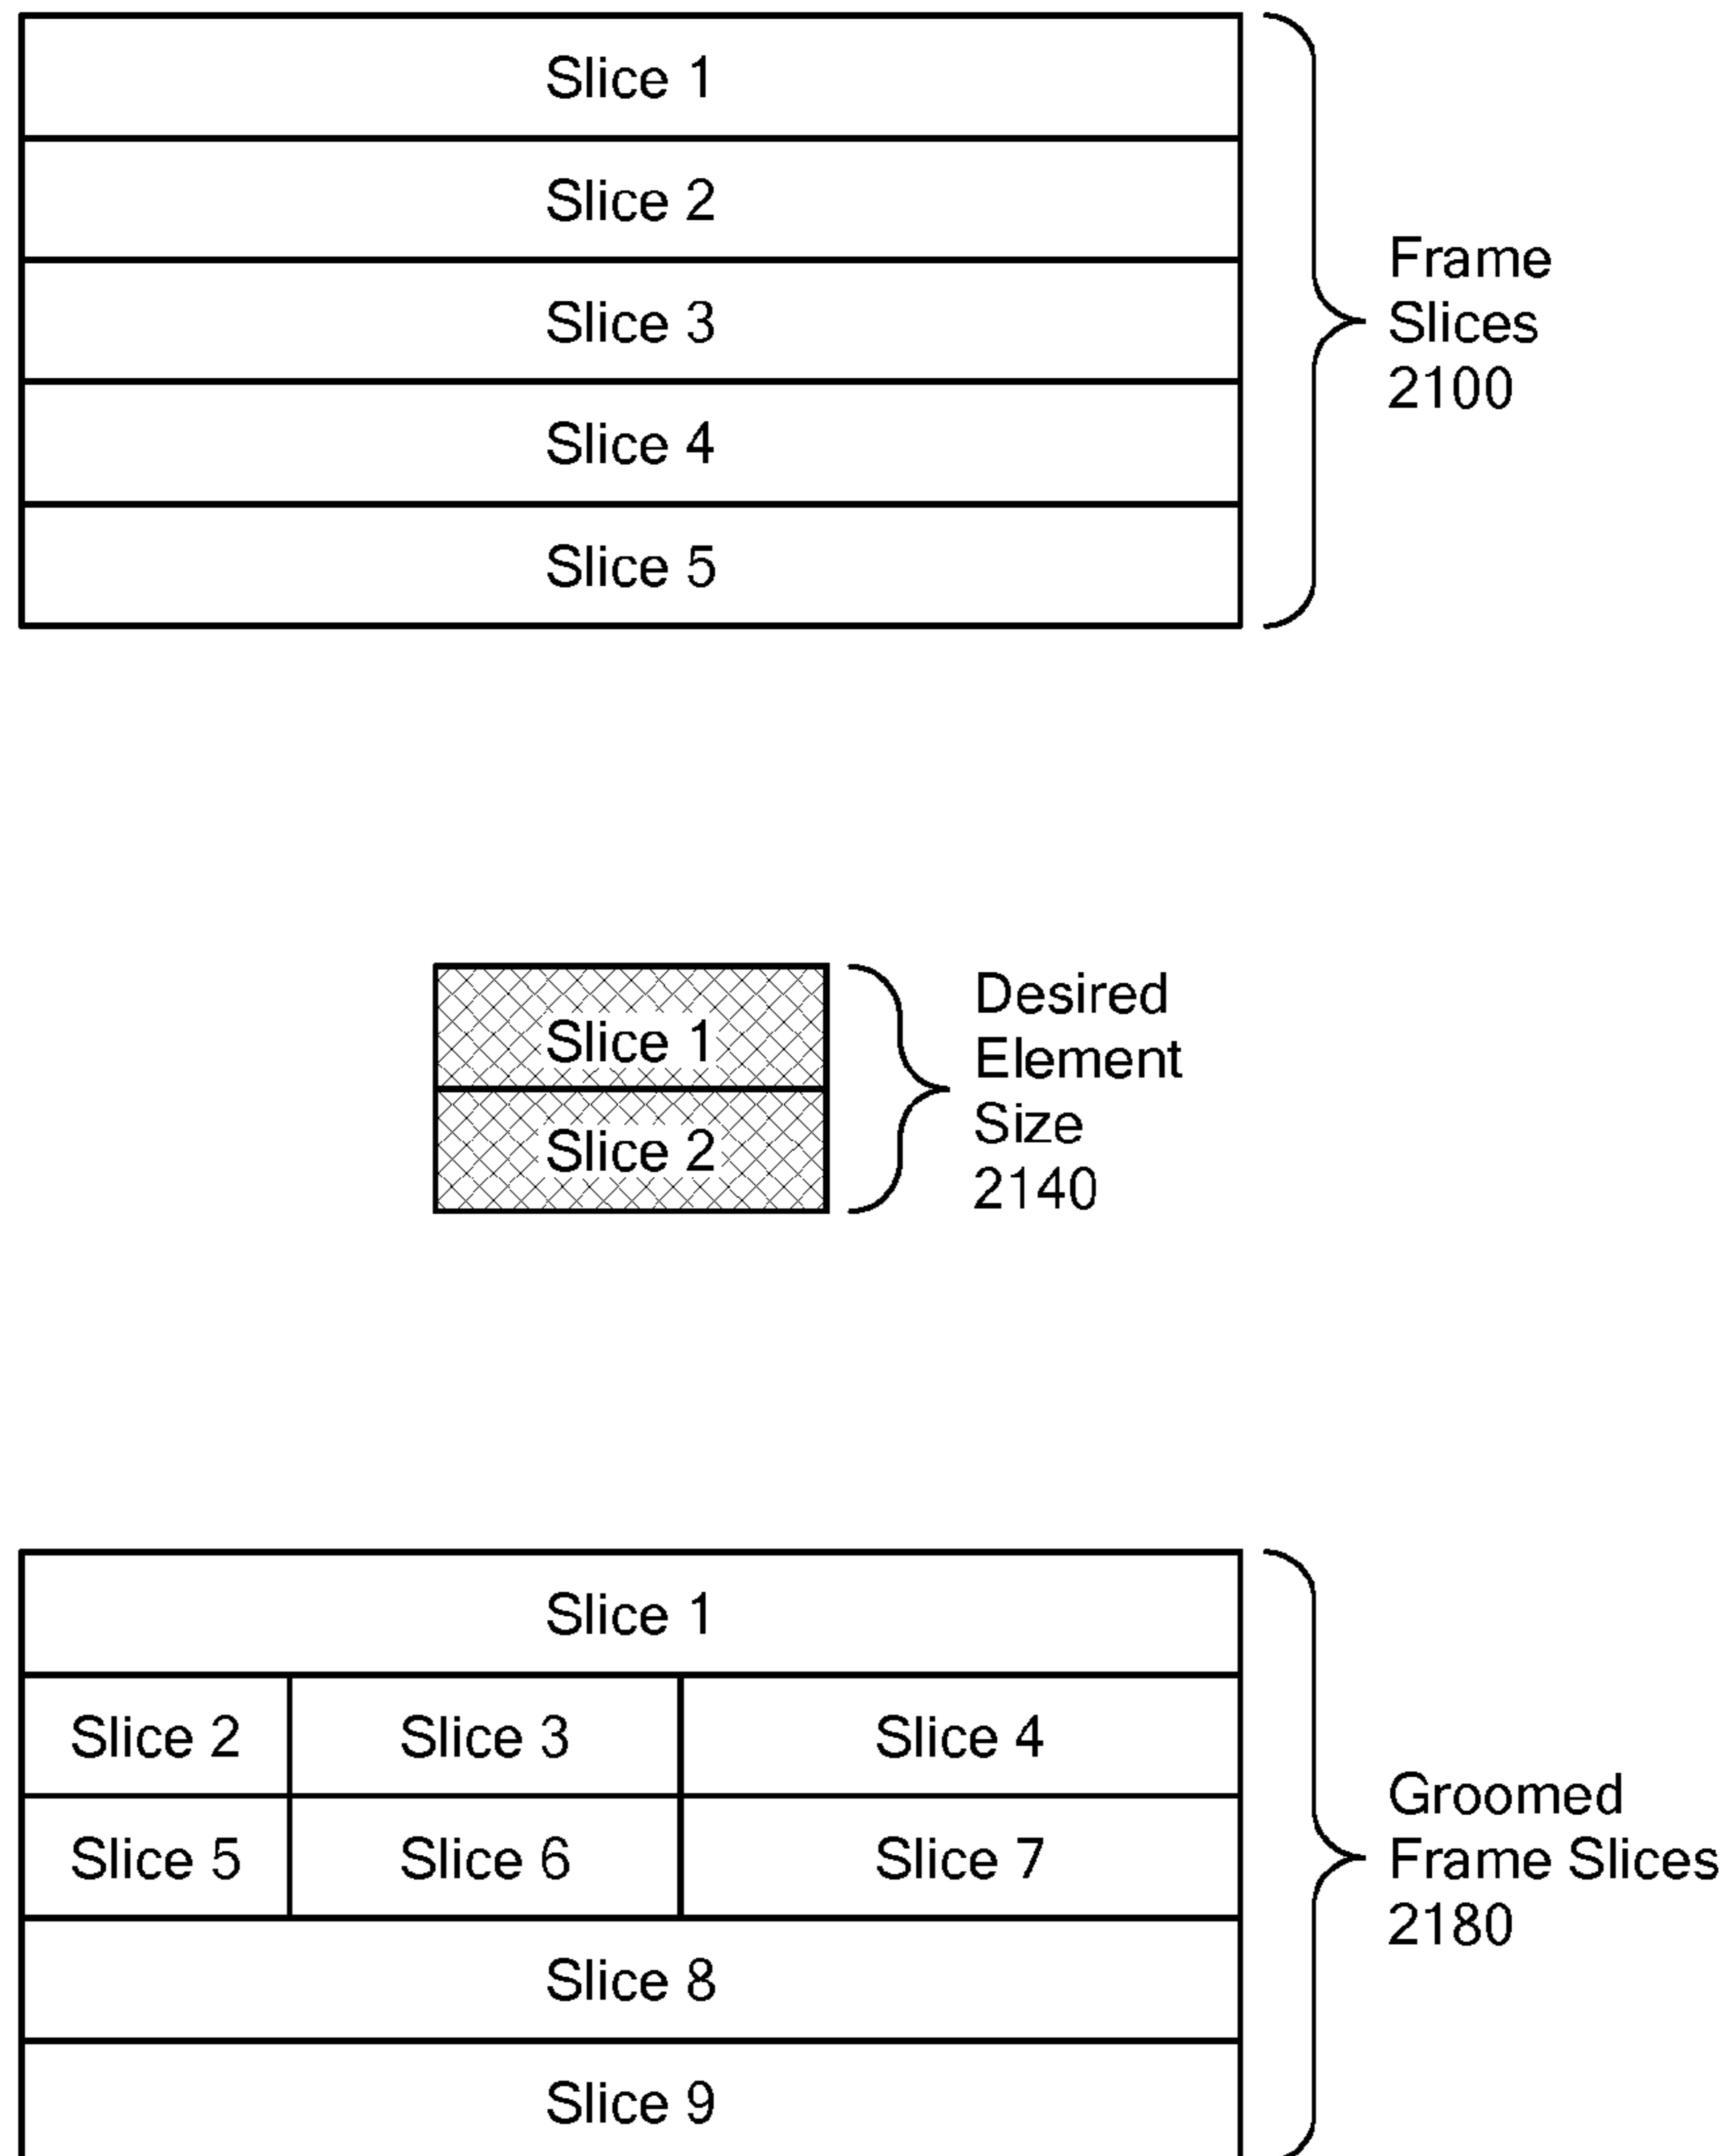 Slice 1
Slice 2
Slice 3
Slice 4
Slice 5
Frame
Slices
2100
Slice 1
Slice 2
Desired
Element
Size
2140
Slice 1
Slice 2 Slice 3 Slice 4
Slice 5 Slice 6 Slice 7
Slice 8
Slice 9
Groomed
Frame Slices
2180